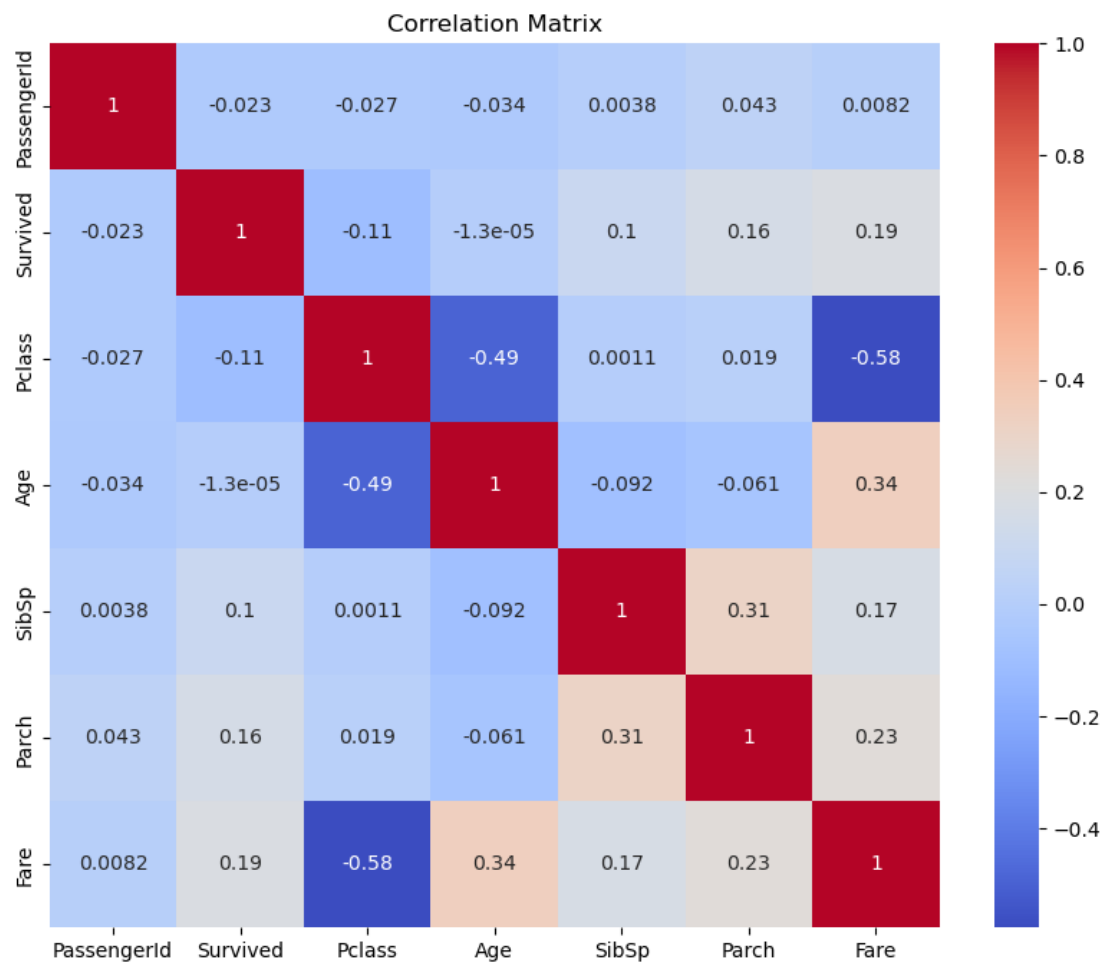 Correlation Matrix
PassengerId 1 -0.023 -0.027 -0.034 0.0038 0.043 0.0082
Survived -0.023 1 -0.11 -1.3e-05 0.1 0.16 0.19
Pclass -0.027 -0.11 1 -0.49 0.0011 0.019 -0.58
Age -0.034 -1.3e-05 -0.49 1 -0.092 -0.061 0.34
SibSp 0.0038 0.1 0.0011 -0.092 1 0.31 0.17
Parch 0.043 0.16 0.019 -0.061 0.31 1 0.23
Fare 0.0082 0.19 -0.58 0.34 0.17 0.23 1
PassengerId Survived Pclass Age SibSp Parch Fare
1.0
0.8
0.6
0.4
0.2
0.0
−0.2
−0.4